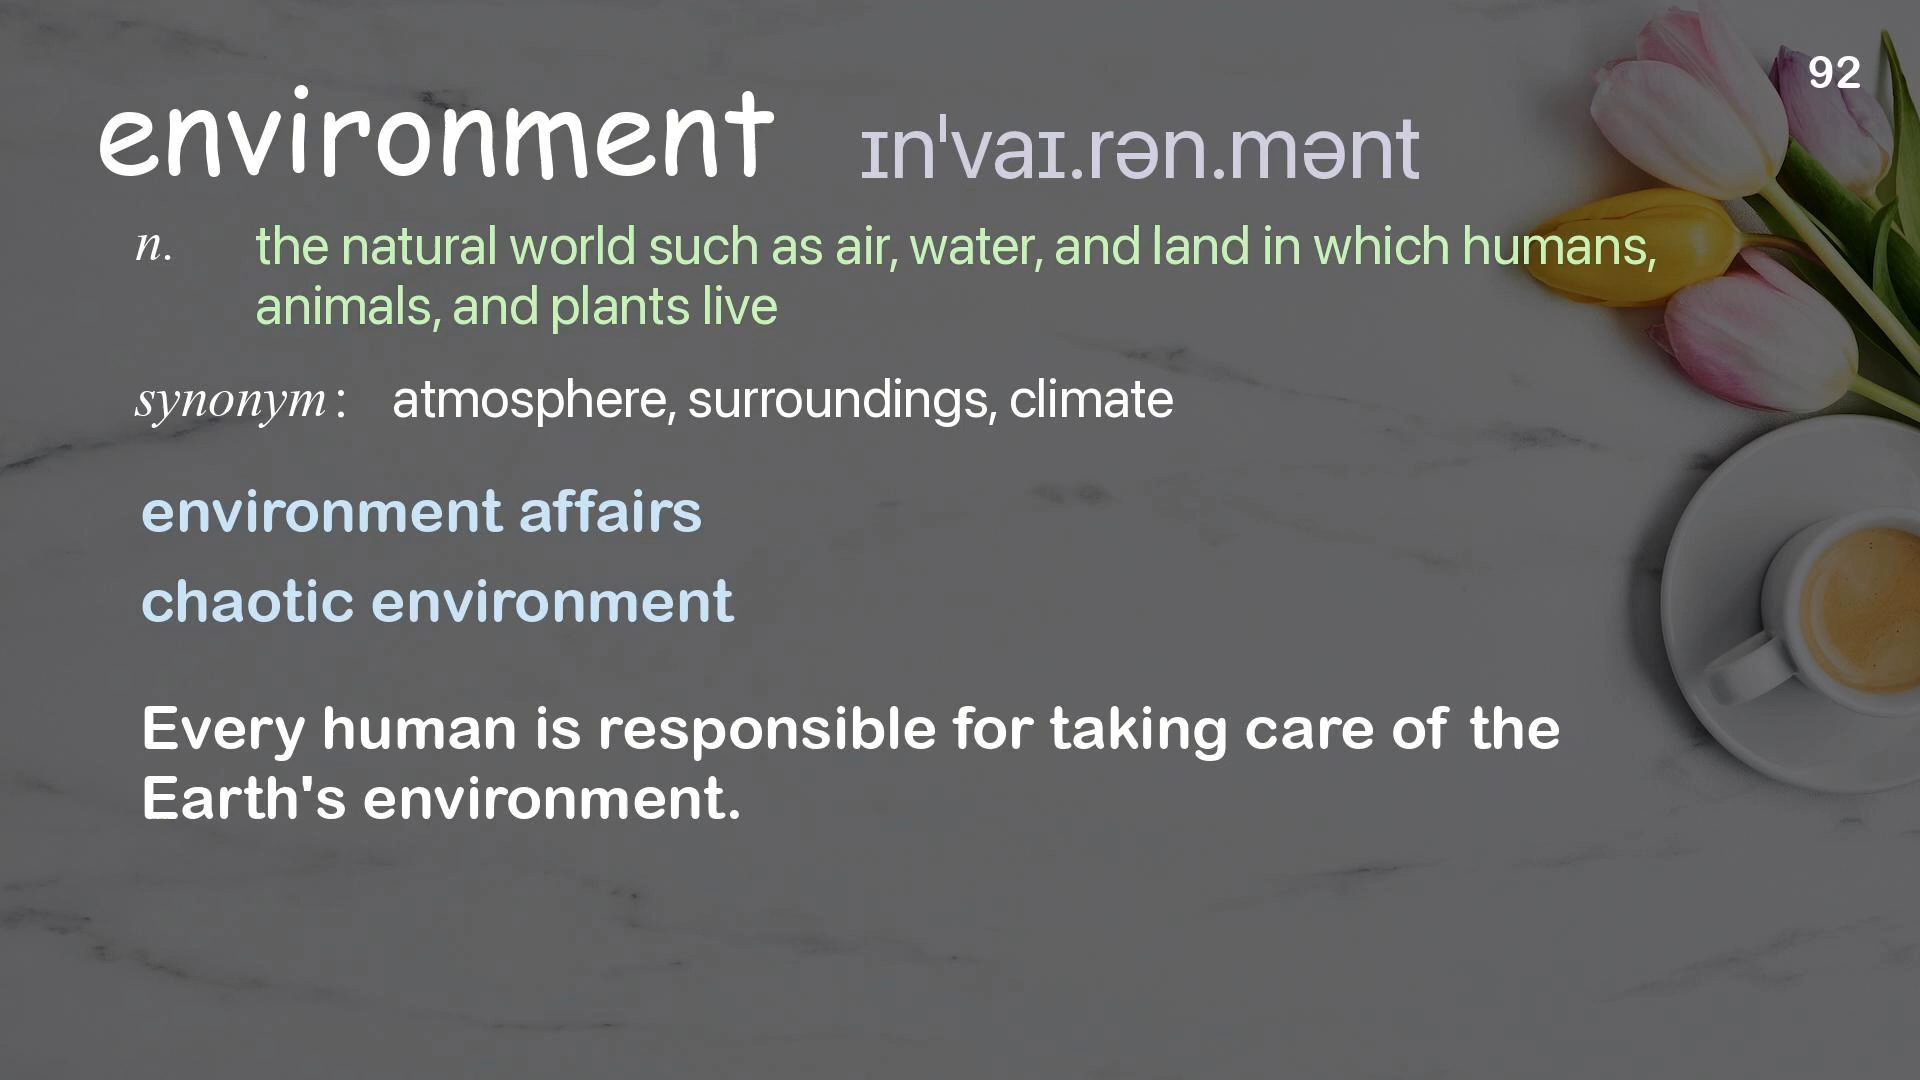 92
environment ɪnˈvaɪ.rən.mənt
n. the natural world such as air, water, and land in which humans,
animals, and plants live
synonym : atmosphere, surroundings, climate
environment affairs
chaotic environment
Every human is responsible for taking care of the
Earth's environment.